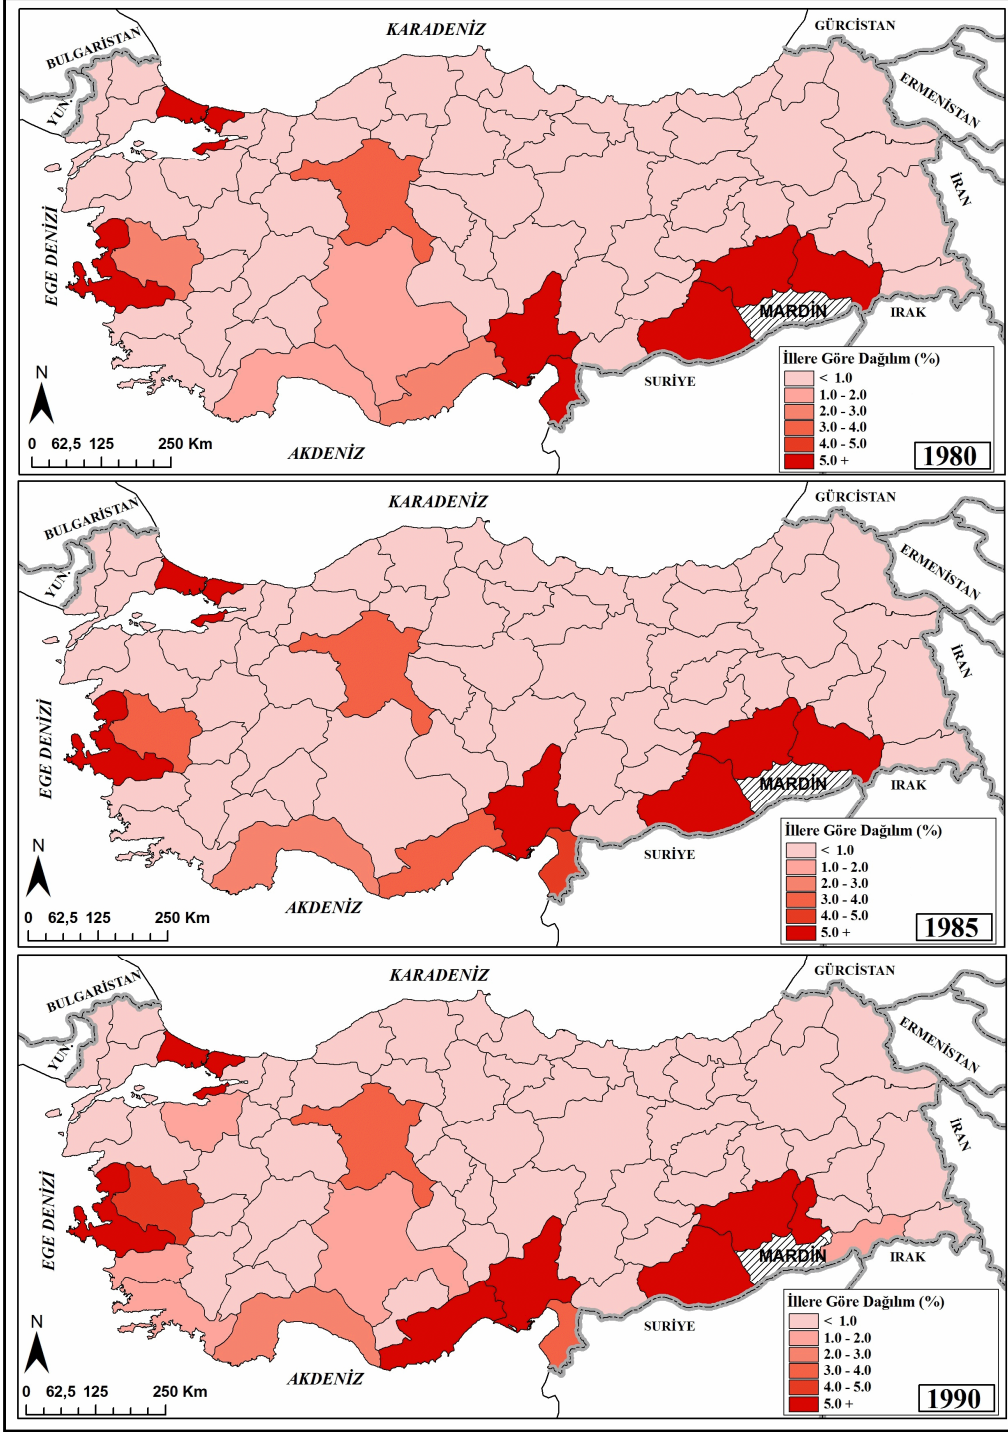 KARADENİZ
GÜRCİSTAN
BULGARİSTAN
YUN.
ERMENİSTAN
İRAN
EGE DENİZİ
MARDİN
IRAK
SURİYE
AKDENİZ
N
0 62,5 125 250 Km
İllere Göre Dağılım (%)
< 1.0
1.0 - 2.0
2.0 - 3.0
3.0 - 4.0
4.0 - 5.0
5.0 +
1980
KARADENİZ
GÜRCİSTAN
BULGARİSTAN
YUN.
ERMENİSTAN
İRAN
EGE DENİZİ
MARDİN
IRAK
SURİYE
AKDENİZ
N
0 62,5 125 250 Km
İllere Göre Dağılım (%)
< 1.0
1.0 - 2.0
2.0 - 3.0
3.0 - 4.0
4.0 - 5.0
5.0 +
1985
KARADENİZ
GÜRCİSTAN
BULGARİSTAN
YUN.
ERMENİSTAN
İRAN
EGE DENİZİ
MARDİN
IRAK
SURİYE
AKDENİZ
N
0 62,5 125 250 Km
İllere Göre Dağılım (%)
< 1.0
1.0 - 2.0
2.0 - 3.0
3.0 - 4.0
4.0 - 5.0
5.0 +
1990